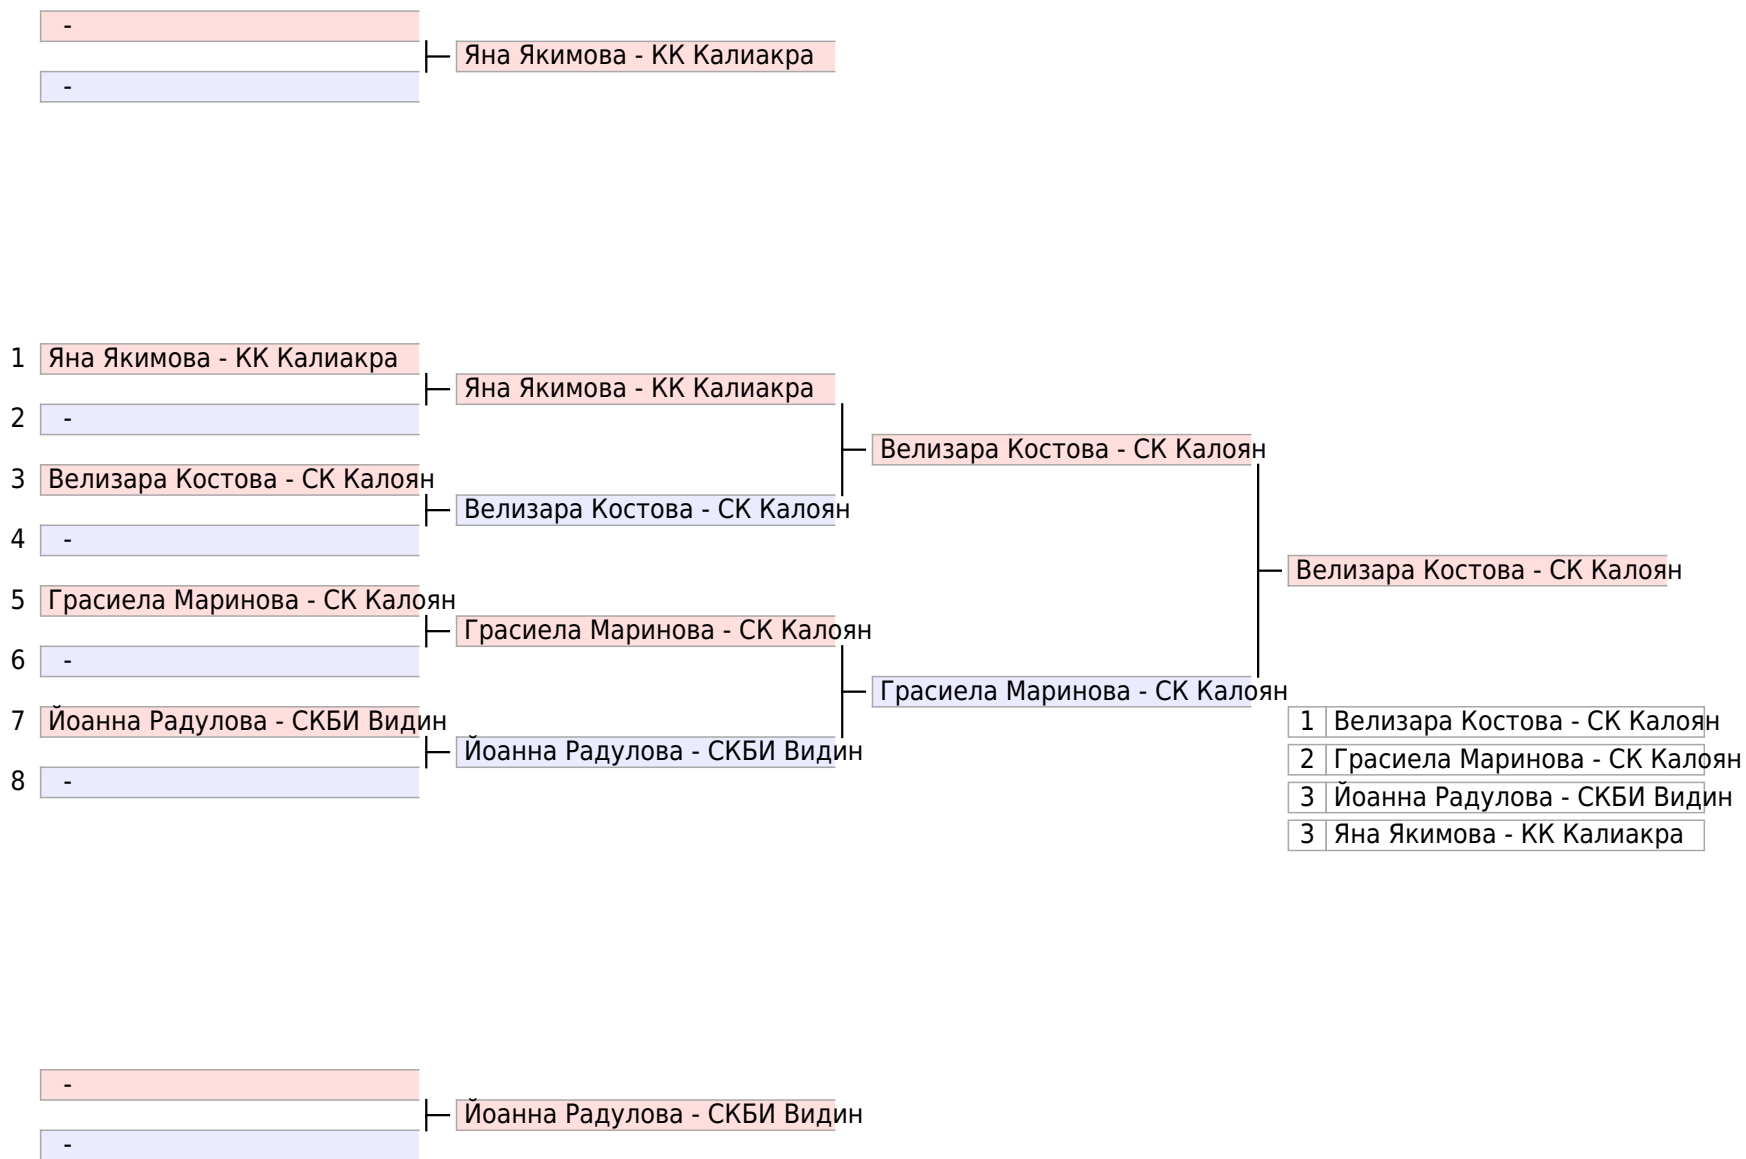 -
Яна Якимова - КК Калиакра
-
1 Яна Якимова - КК Калиакра
Яна Якимова - КК Калиакра
2 -
Велизара Костова - СК Калоян
3 Велизара Костова - СК Калоян
Велизара Костова - СК Калоян
4 -
Велизара Костова - СК Калоян
5 Грасиела Маринова - СК Калоян
Грасиела Маринова - СК Калоян
6 -
Грасиела Маринова - СК Калоян
7 Йоанна Радулова - СКБИ Видин
Йоанна Радулова - СКБИ Видин
8 -
1 Велизара Костова - СК Калоян
2 Грасиела Маринова - СК Калоян
3 Йоанна Радулова - СКБИ Видин
3 Яна Якимова - КК Калиакра
-
Йоанна Радулова - СКБИ Видин
-